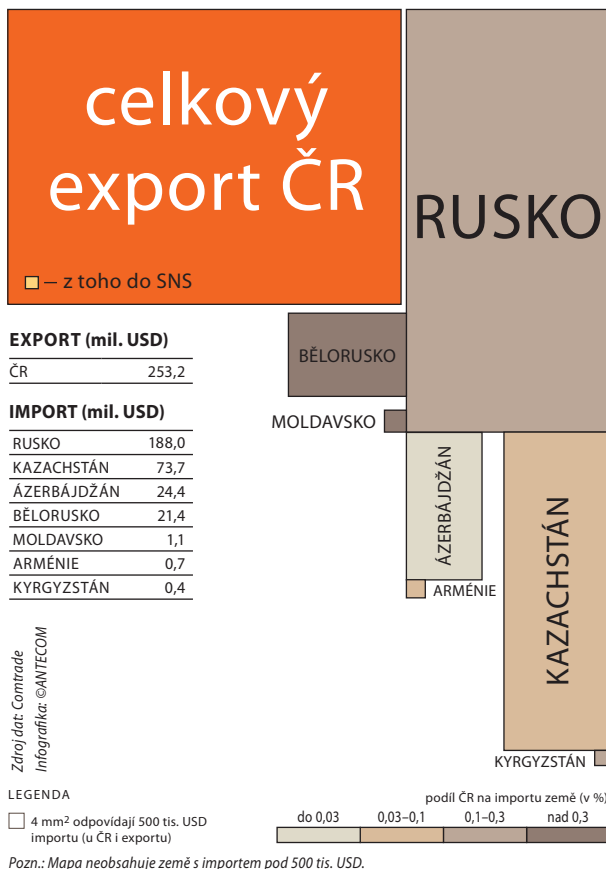 celkový
export ČR
— z toho do SNS
RUSKO
BĚLORUSKO
MOLDAVSKO
ÁZERBÁJDŽÁN
ARMÉNIE
KAZACHSTÁN
KYRGYZSTÁN
EXPORT (mil. USD)
ČR 253,2
IMPORT (mil. USD)
RUSKO 188,0
KAZACHSTÁN 73,7
ÁZERBÁJDŽÁN 24,4
BĚLORUSKO 21,4
MOLDAVSKO 1,1
ARMÉNIE 0,7
KYRGYZSTÁN 0,4
Zdroj dat: Comtrade
Infografika: ©ANTECOM
LEGENDA
4 mm² odpovídají 500 tis. USD
importu (u ČR i exportu)
podíl ČR na importu země (v %)
do 0,03 0,03–0,1 0,1–0,3 nad 0,3
Pozn.: Mapa neobsahuje země s importem pod 500 tis. USD.